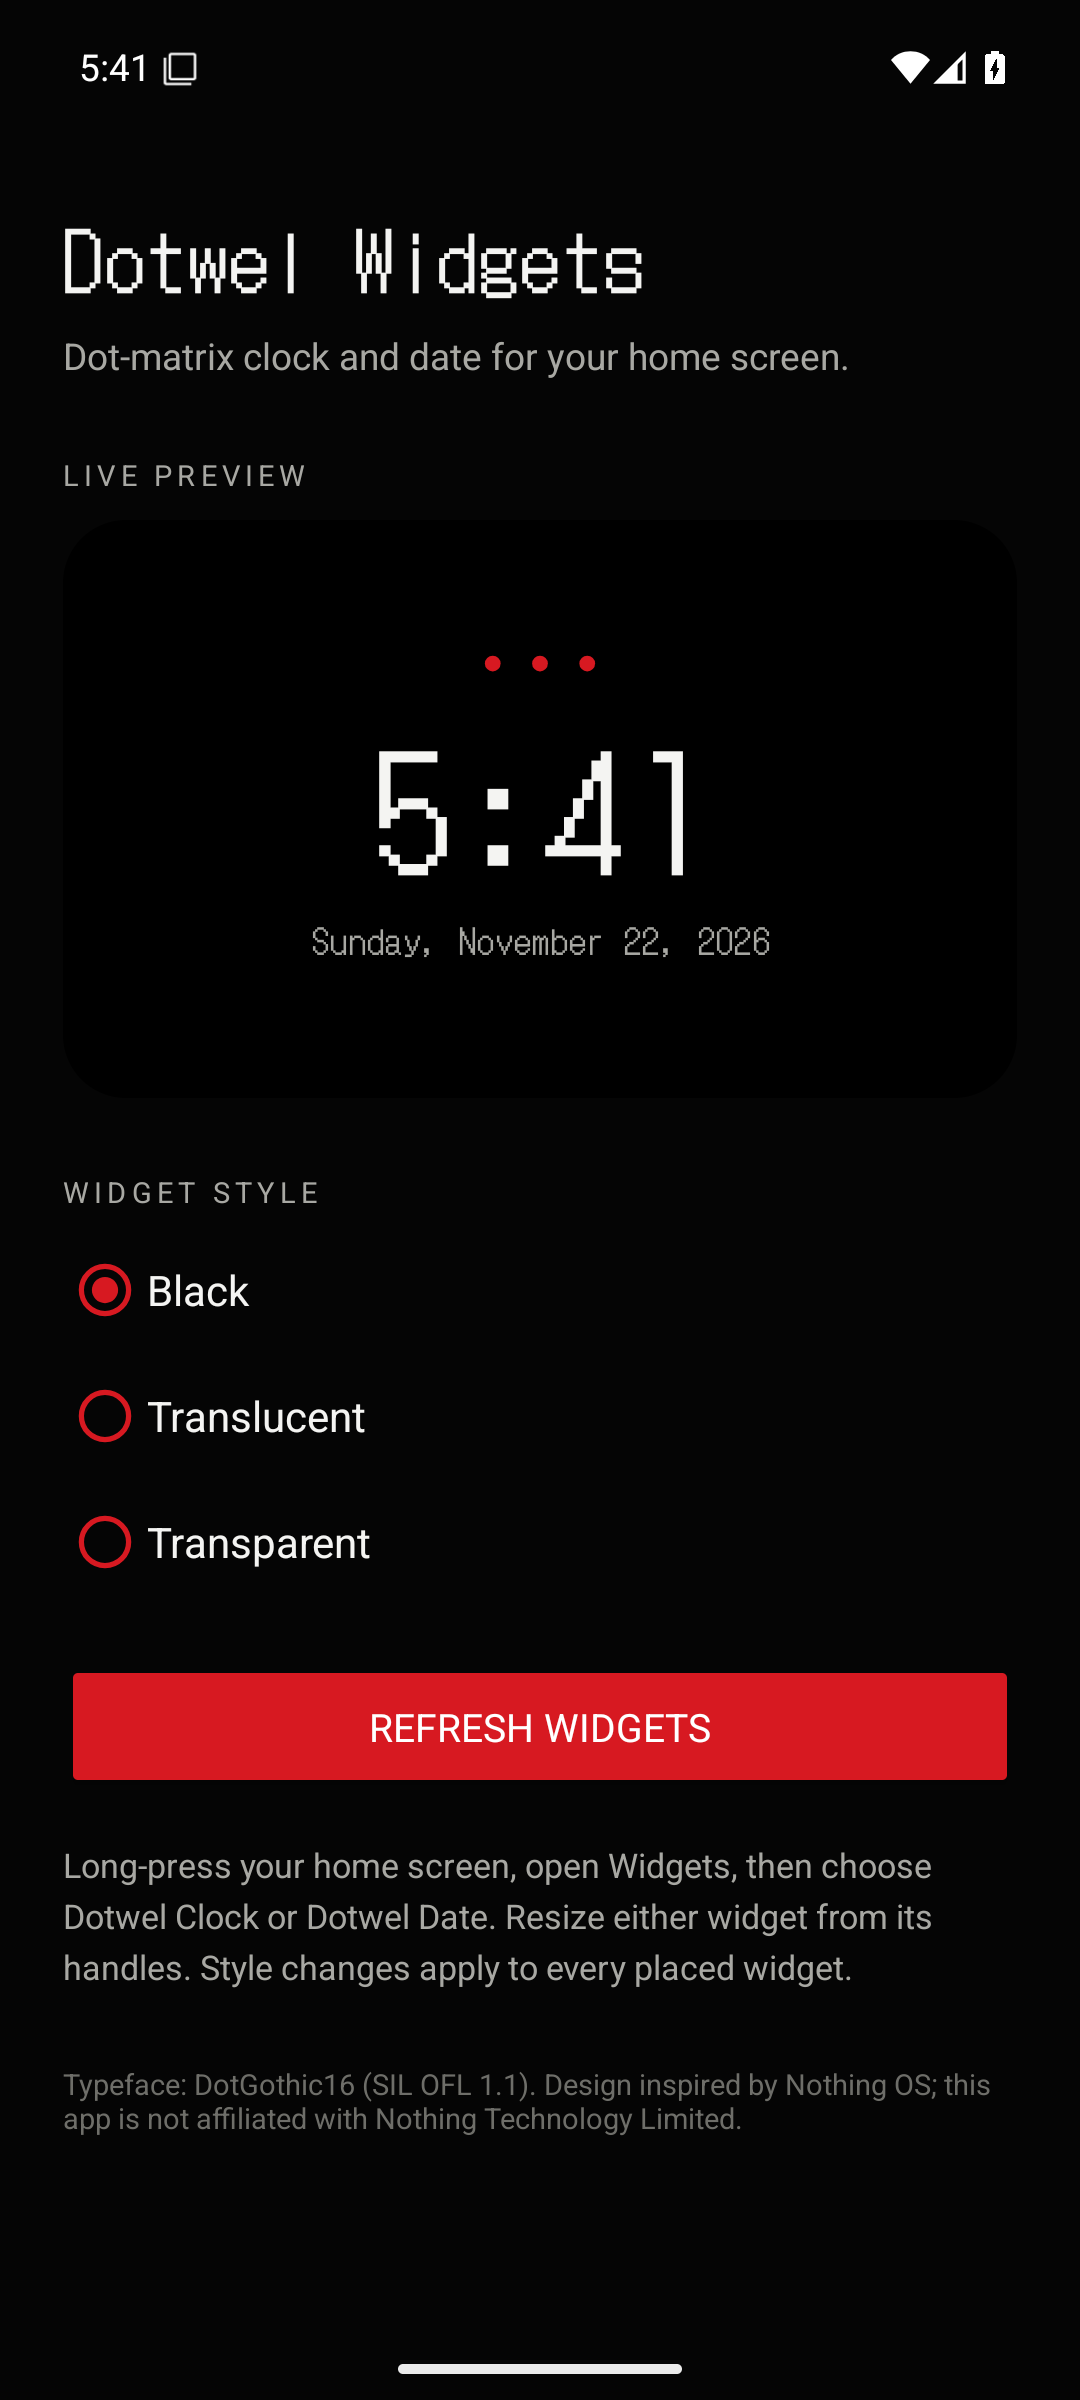 5:41
Dotwel Widgets
Dot-matrix clock and date for your home screen.
LIVE PREVIEW
5:41
Sunday, November 22, 2026
WIDGET STYLE
Black
Translucent
Transparent
REFRESH WIDGETS
Long-press your home screen, open Widgets, then choose
Dotwel Clock or Dotwel Date. Resize either widget from its
handles. Style changes apply to every placed widget.
Typeface: DotGothic16 (SIL OFL 1.1). Design inspired by Nothing OS; this
app is not affiliated with Nothing Technology Limited.